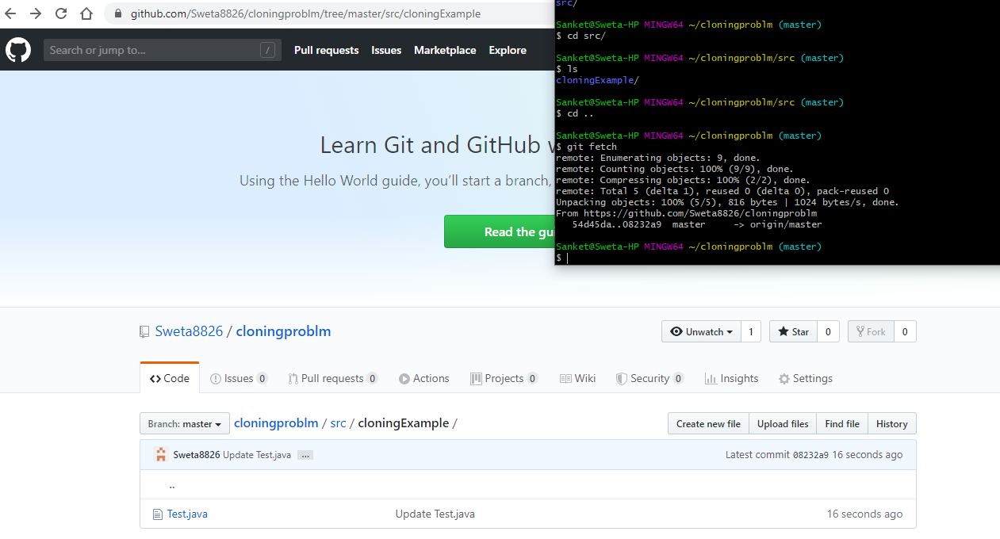 github.com/Sweta8826/cloningproblm/tree/master/src/cloningExample
Search or jump to... /
Pull requests Issues Marketplace Explore
Learn Git and GitHub
Using the Hello World guide, you'll start a branch,
Read the
src/
Sanket@Sweta-HP MINGW64 ~/cloningproblm (master)
$ cd src/
Sanket@Sweta-HP MINGW64 ~/cloningproblm/src (master)
$ ls
cloningExample/
Sanket@Sweta-HP MINGW64 ~/cloningproblm/src (master)
$ cd ..
Sanket@Sweta-HP MINGW64 ~/cloningproblm (master)
$ git fetch
remote: Enumerating objects: 9, done.
remote: Counting objects: 100% (9/9), done.
remote: Compressing objects: 100% (2/2), done.
remote: Total 5 (delta 1), reused 0 (delta 0), pack-reused 0
Unpacking objects: 100% (5/5), 816 bytes | 1024 bytes/s, done.
From https://github.com/Sweta8826/cloningproblm
54d45da..08232a9 master -> origin/master
Sanket@Sweta-HP MINGW64 ~/cloningproblm (master)
$
Sweta8826 / cloningproblm
Unwatch 1 Star 0 Fork 0
Code Issues 0 Pull requests 0 Actions Projects 0 Wiki Security 0 Insights Settings
Branch: master cloningproblm / src / cloningExample /
Create new file Upload files Find file History
Sweta8826 Update Test.java ... Latest commit 08232a9 16 seconds ago
..
Test.java Update Test.java 16 seconds ago